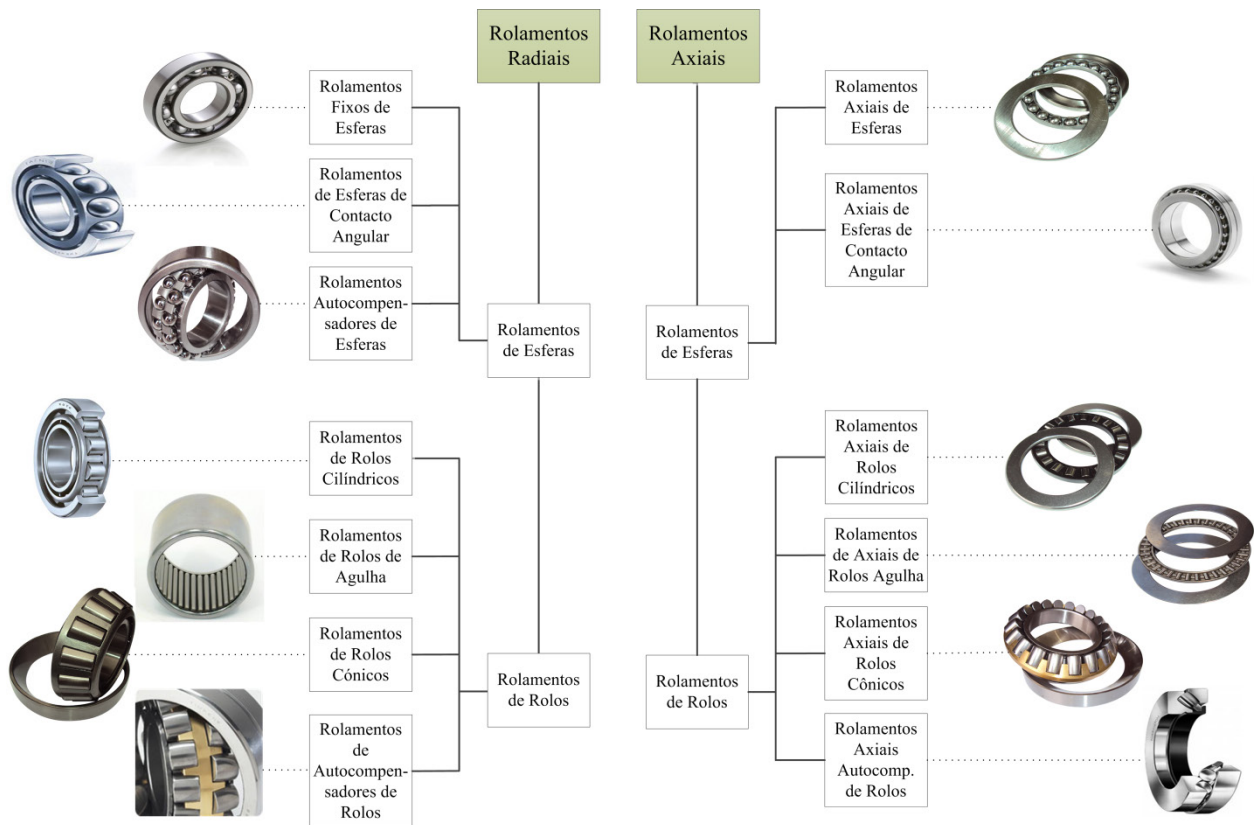 Rolamentos
Radiais
Rolamentos
Fixos de
Esferas
Rolamentos
de Esferas de
Contacto
Angular
Rolamentos
Autocompen-
sadores de
Esferas
Rolamentos
de Esferas
Rolamentos
de Rolos
Cilíndricos
Rolamentos
de Rolos de
Agulha
Rolamentos
de Rolos
Cónicos
Rolamentos
de
Autocompen-
sadores de
Rolos
Rolamentos
de Rolos
Rolamentos
Axiais
Rolamentos
Axiais de
Esferas
Rolamentos
Axiais de
Esferas de
Contacto
Angular
Rolamentos
de Esferas
Rolamentos
Axiais de
Rolos
Cilíndricos
Rolamentos
de Axiais de
Rolos Agulha
Rolamentos
Axiais de
Rolos
Cônicos
Rolamentos
Axiais
Autocomp.
de Rolos
Rolamentos
de Rolos